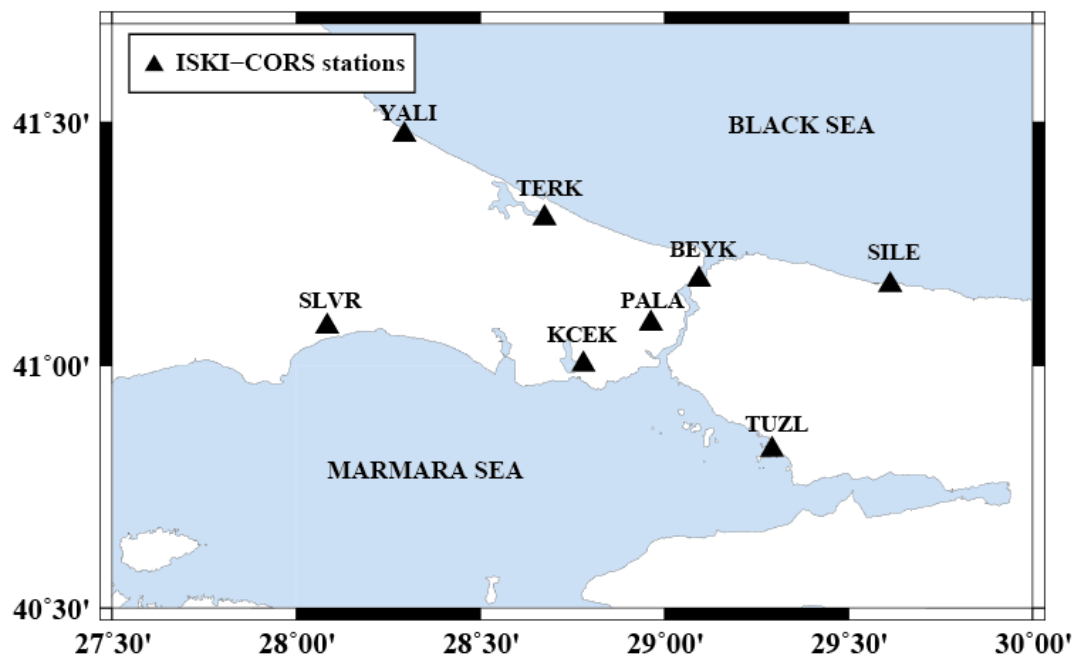 ISKI−CORS stations
YALI
41˚30'
BLACK SEA
TERK
BEYK
SILE
SLVR
PALA
KCEK
41˚00'
TUZL
MARMARA SEA
40˚30'
27˚30'
28˚00'
28˚30'
29˚00'
29˚30'
30˚00'